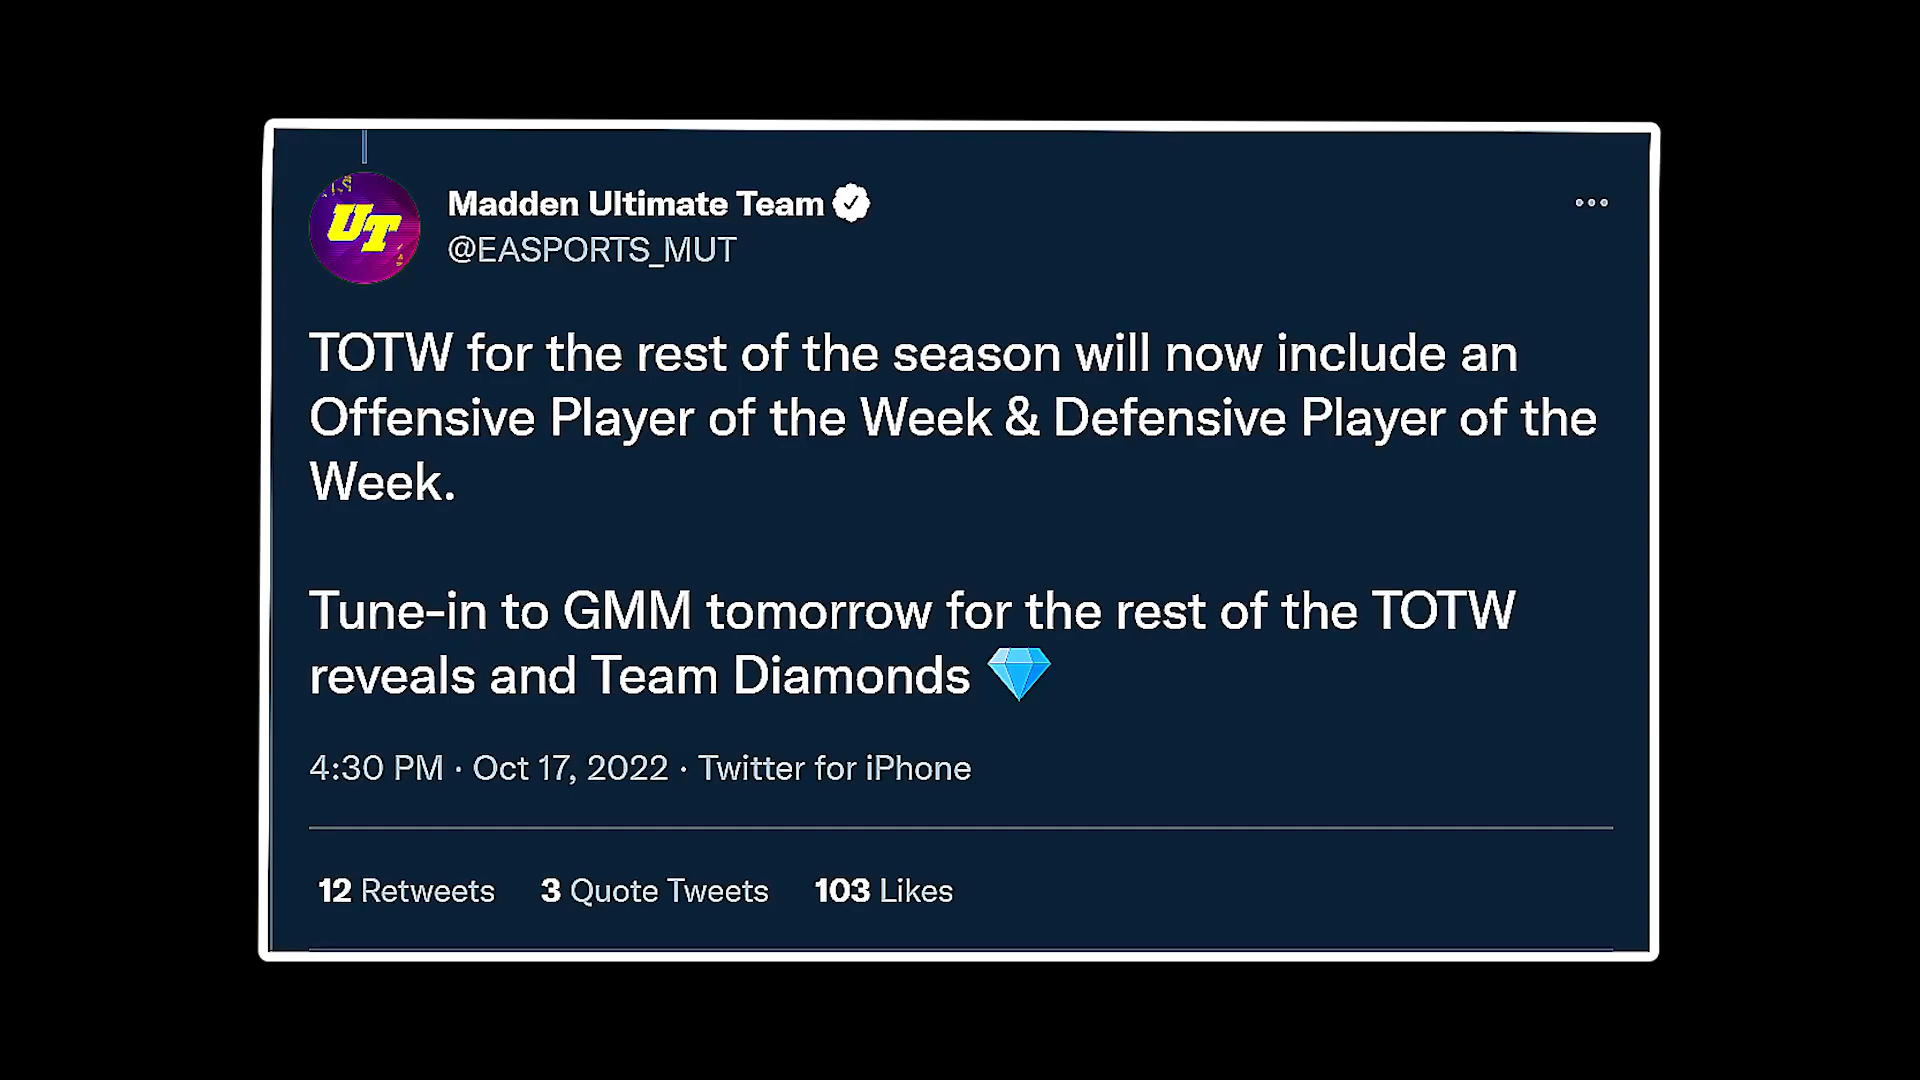 UT
Madden Ultimate Team
@EASPORTS_MUT
TOTW for the rest of the season will now include an
Offensive Player of the Week & Defensive Player of the
Week.
Tune-in to GMM tomorrow for the rest of the TOTW
reveals and Team Diamonds 💎
4:30 PM · Oct 17, 2022 · Twitter for iPhone
12 Retweets 3 Quote Tweets 103 Likes